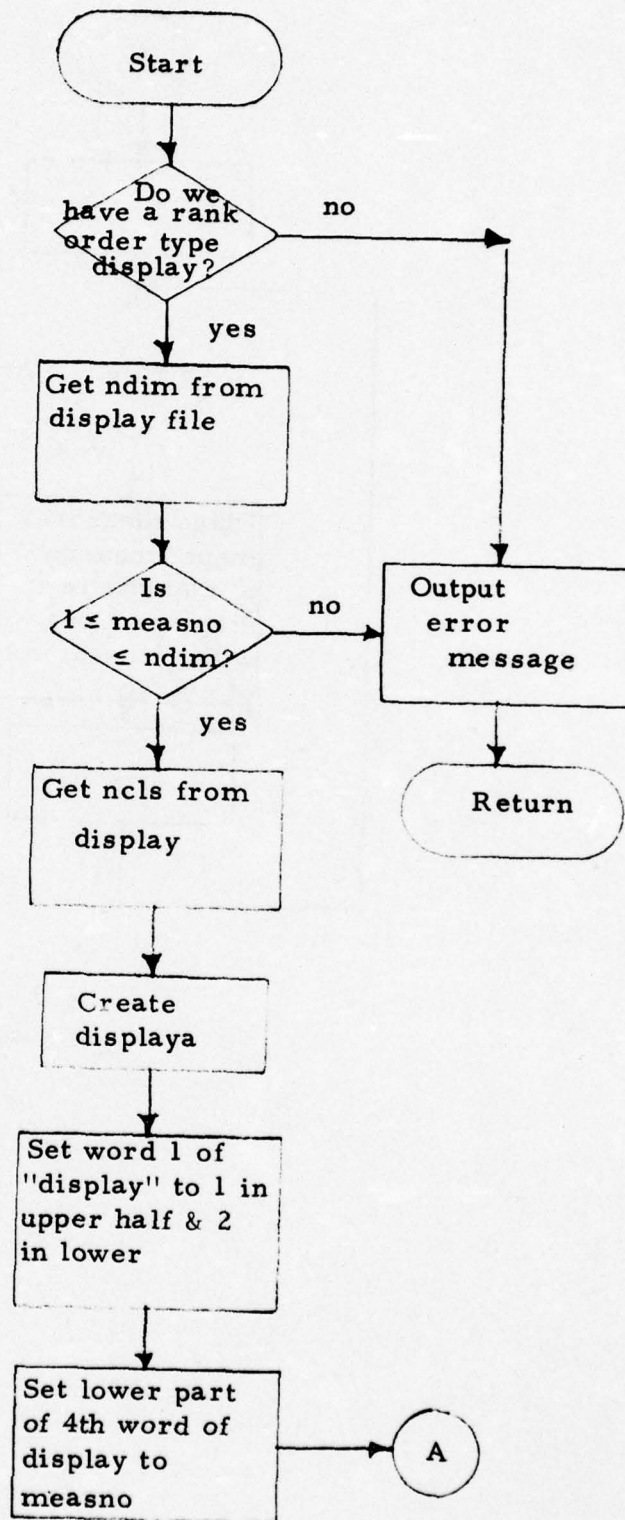 Start
Do we
have a rank
order type
display?
no
yes
Get ndim from
display file
Is
1 ≤ measno
≤ ndim?
no
Output
error
message
yes
Return
Get ncls from
display
Create
displaya
Set word 1 of
"display" to 1 in
upper half & 2
in lower
Set lower part
of 4th word of
display to
measno
A